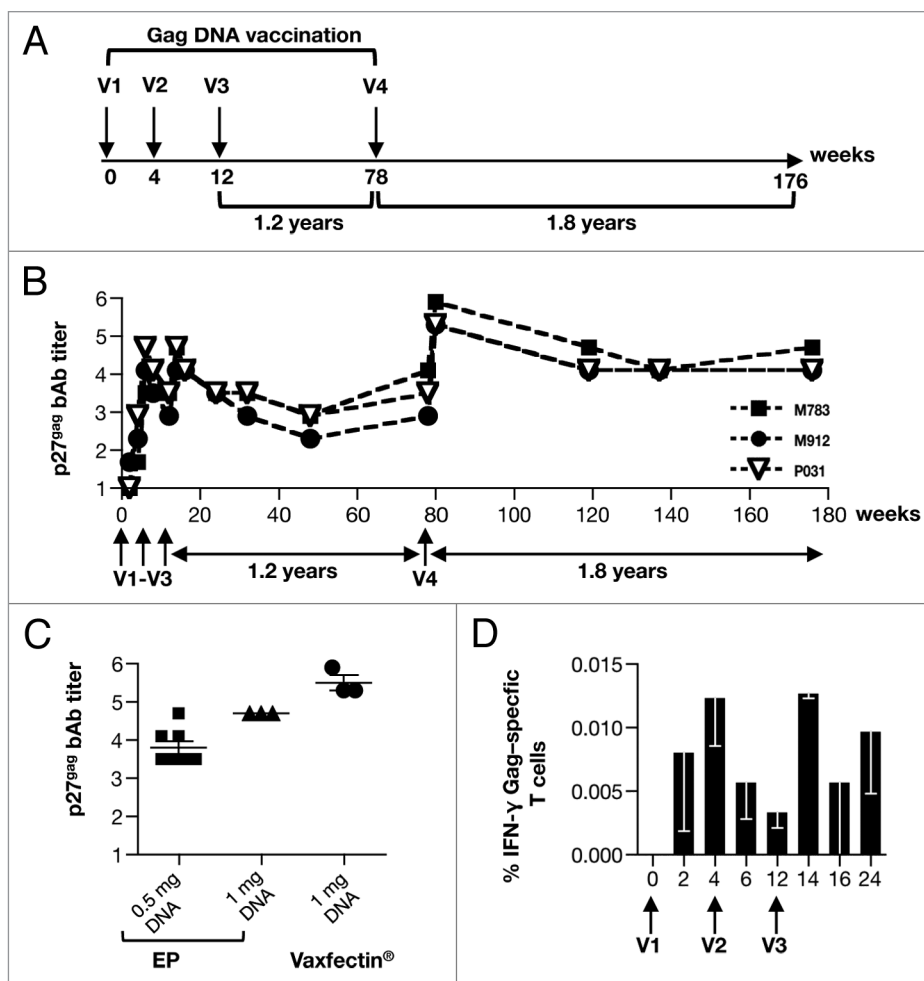 A
Gag DNA vaccination
V1 V2 V3 V4
weeks
0 4 12 78 176
1.2 years 1.8 years
B
p27gag bAb titer
6
5
4
3
2
1
M783
M912
P031
0 20 40 60 80 100 120 140 160 180 weeks
V1-V3 1.2 years V4 1.8 years
C
p27gag bAb titer
6
5
4
3
2
1
0.5 mg DNA
1 mg DNA
1 mg DNA
EP Vaxfectin®
D
% IFN-γ Gag–specfic
T cells
0.015
0.010
0.005
0.000
0 2 4 6 12 14 16 24
V1 V2 V3